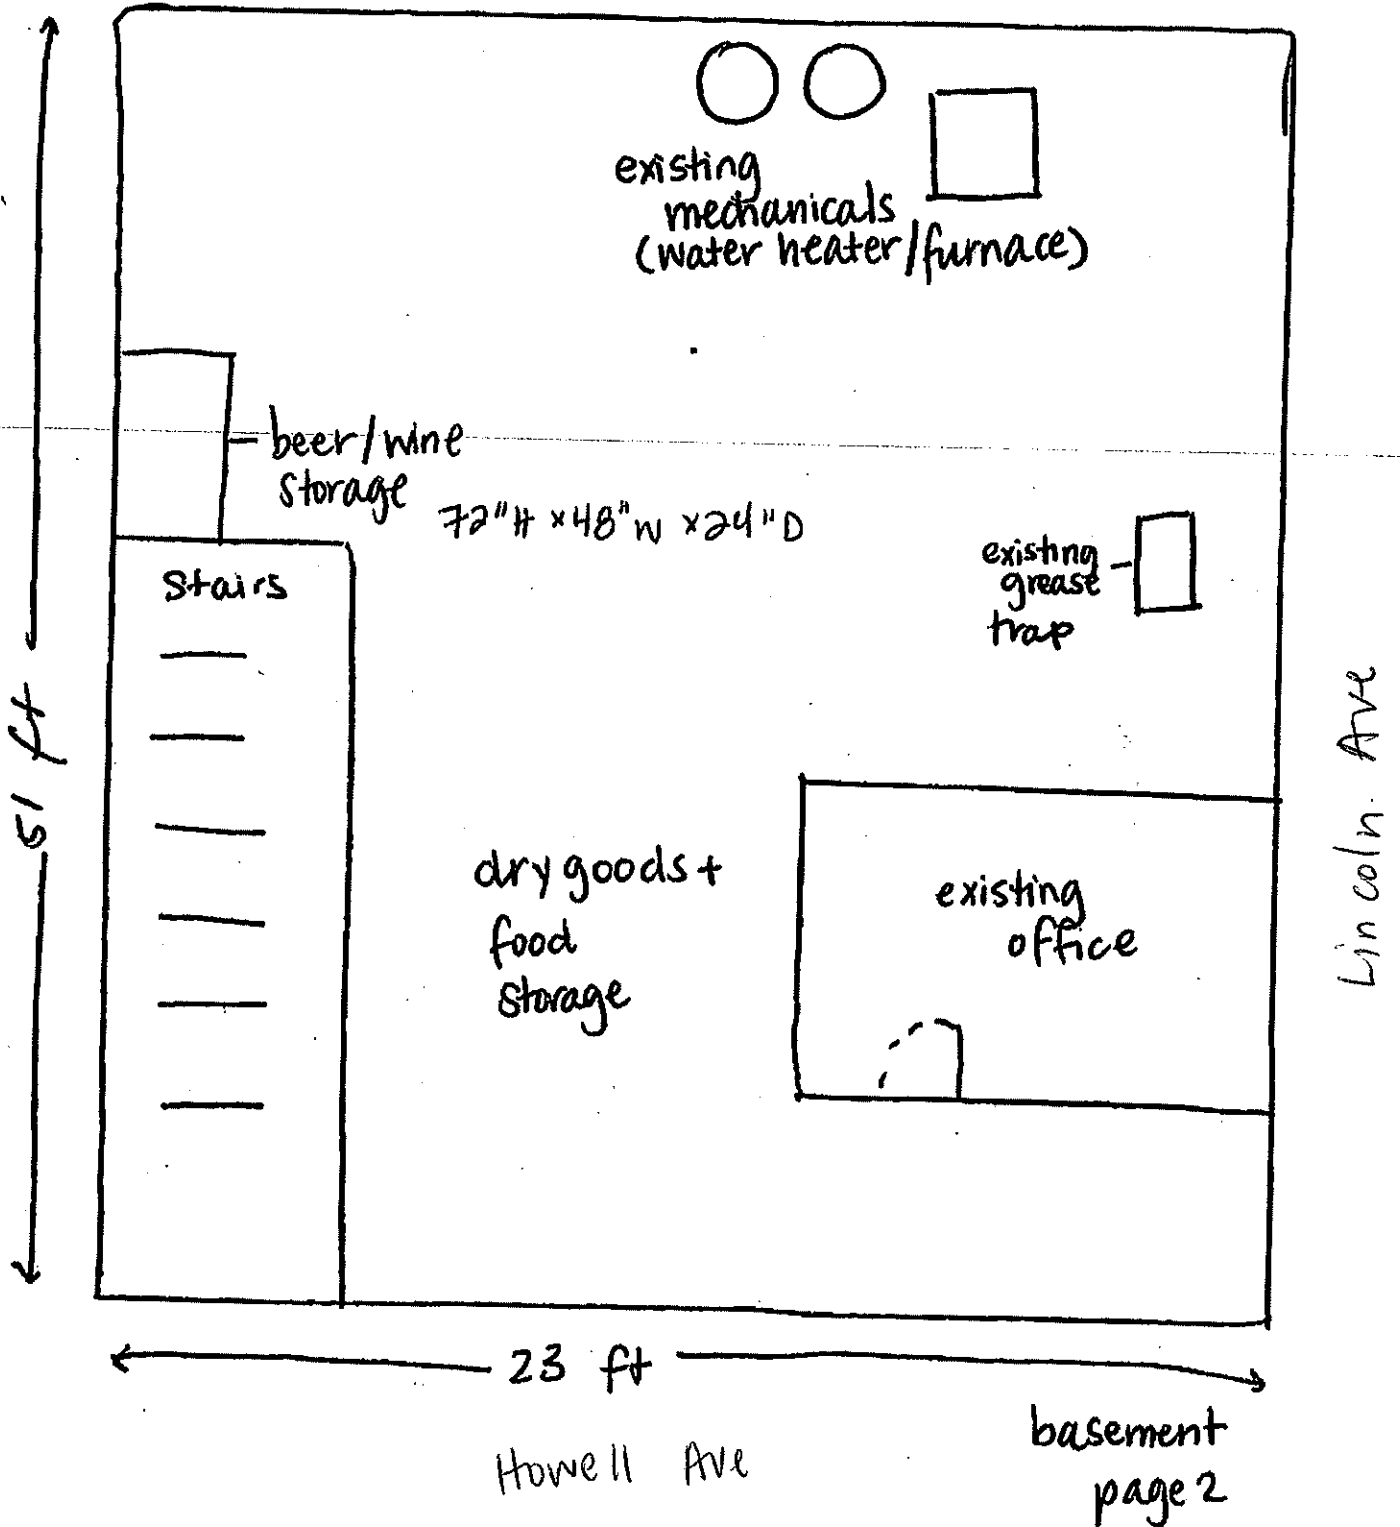 existing
mechanicals
(water heater/furnace)
beer/wine
storage
72"H x48"W x24"D
Stairs
existing
grease
trap
51 ft
Lincoln Ave
dry goods +
food
storage
existing
office
23 ft
Howell Ave
basement
page 2